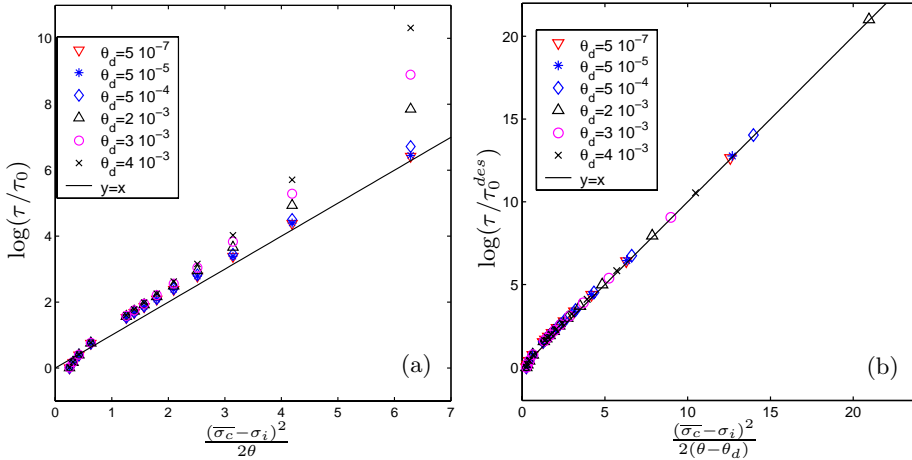 (a)
log(τ/τ₀)
10
8
6
4
2
0
θd=5 10⁻⁷
θd=5 10⁻⁵
θd=5 10⁻⁴
θd=2 10⁻³
θd=3 10⁻³
θd=4 10⁻³
y=x
0 1 2 3 4 5 6 7
(σc−σi)²
2θ
(b)
log(τ/τ₀^des)
20
15
10
5
0
θd=5 10⁻⁷
θd=5 10⁻⁵
θd=5 10⁻⁴
θd=2 10⁻³
θd=3 10⁻³
θd=4 10⁻³
y=x
0 5 10 15 20
(σc−σi)²
2(θ−θd)